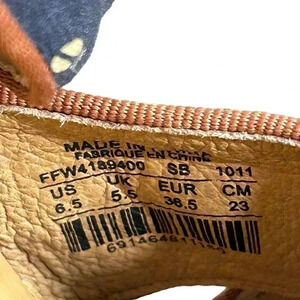 MADE IN
FABRIQUE EN CHINE
FFW4189400 SB 1011
US UK EUR CM
6.5 5.5 36.5 23